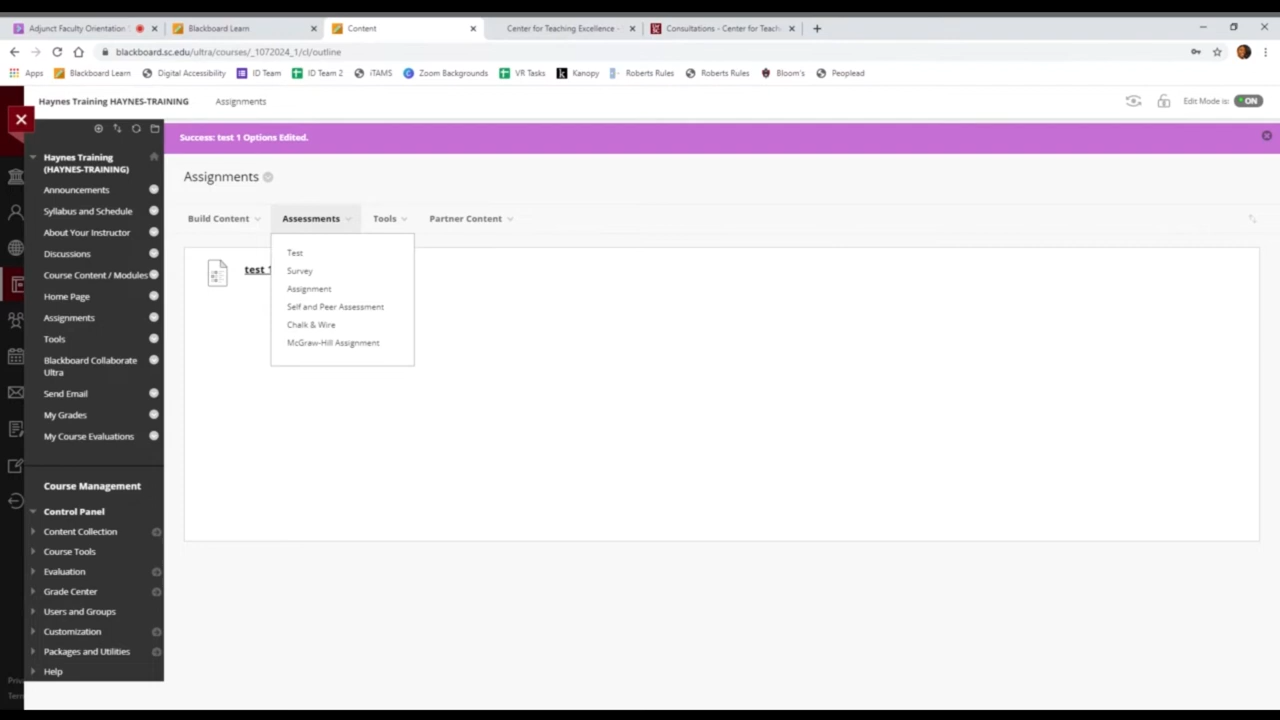 Adjunct Faculty Orientation
Blackboard Learn
Content
Center for Teaching Excellence -
Consultations - Center for Teach
blackboard.sc.edu/ultra/courses/_1072024_1/cl/outline
Apps
Blackboard Learn
Digital Accessibility
ID Team
ID Team 2
iTAMS
Zoom Backgrounds
VR Tasks
Kanopy
Roberts Rules
Roberts Rules
Bloom's
Peoplead
Haynes Training HAYNES-TRAINING
Assignments
Edit Mode is:
ON
Success: test 1 Options Edited.
Haynes Training
(HAYNES-TRAINING)
Announcements
Syllabus and Schedule
About Your Instructor
Discussions
Course Content / Modules
Home Page
Assignments
Tools
Blackboard Collaborate
Ultra
Send Email
My Grades
My Course Evaluations
Course Management
Control Panel
Content Collection
Course Tools
Evaluation
Grade Center
Users and Groups
Customization
Packages and Utilities
Help
Assignments
Build Content
Assessments
Tools
Partner Content
test 1
Test
Survey
Assignment
Self and Peer Assessment
Chalk & Wire
McGraw-Hill Assignment